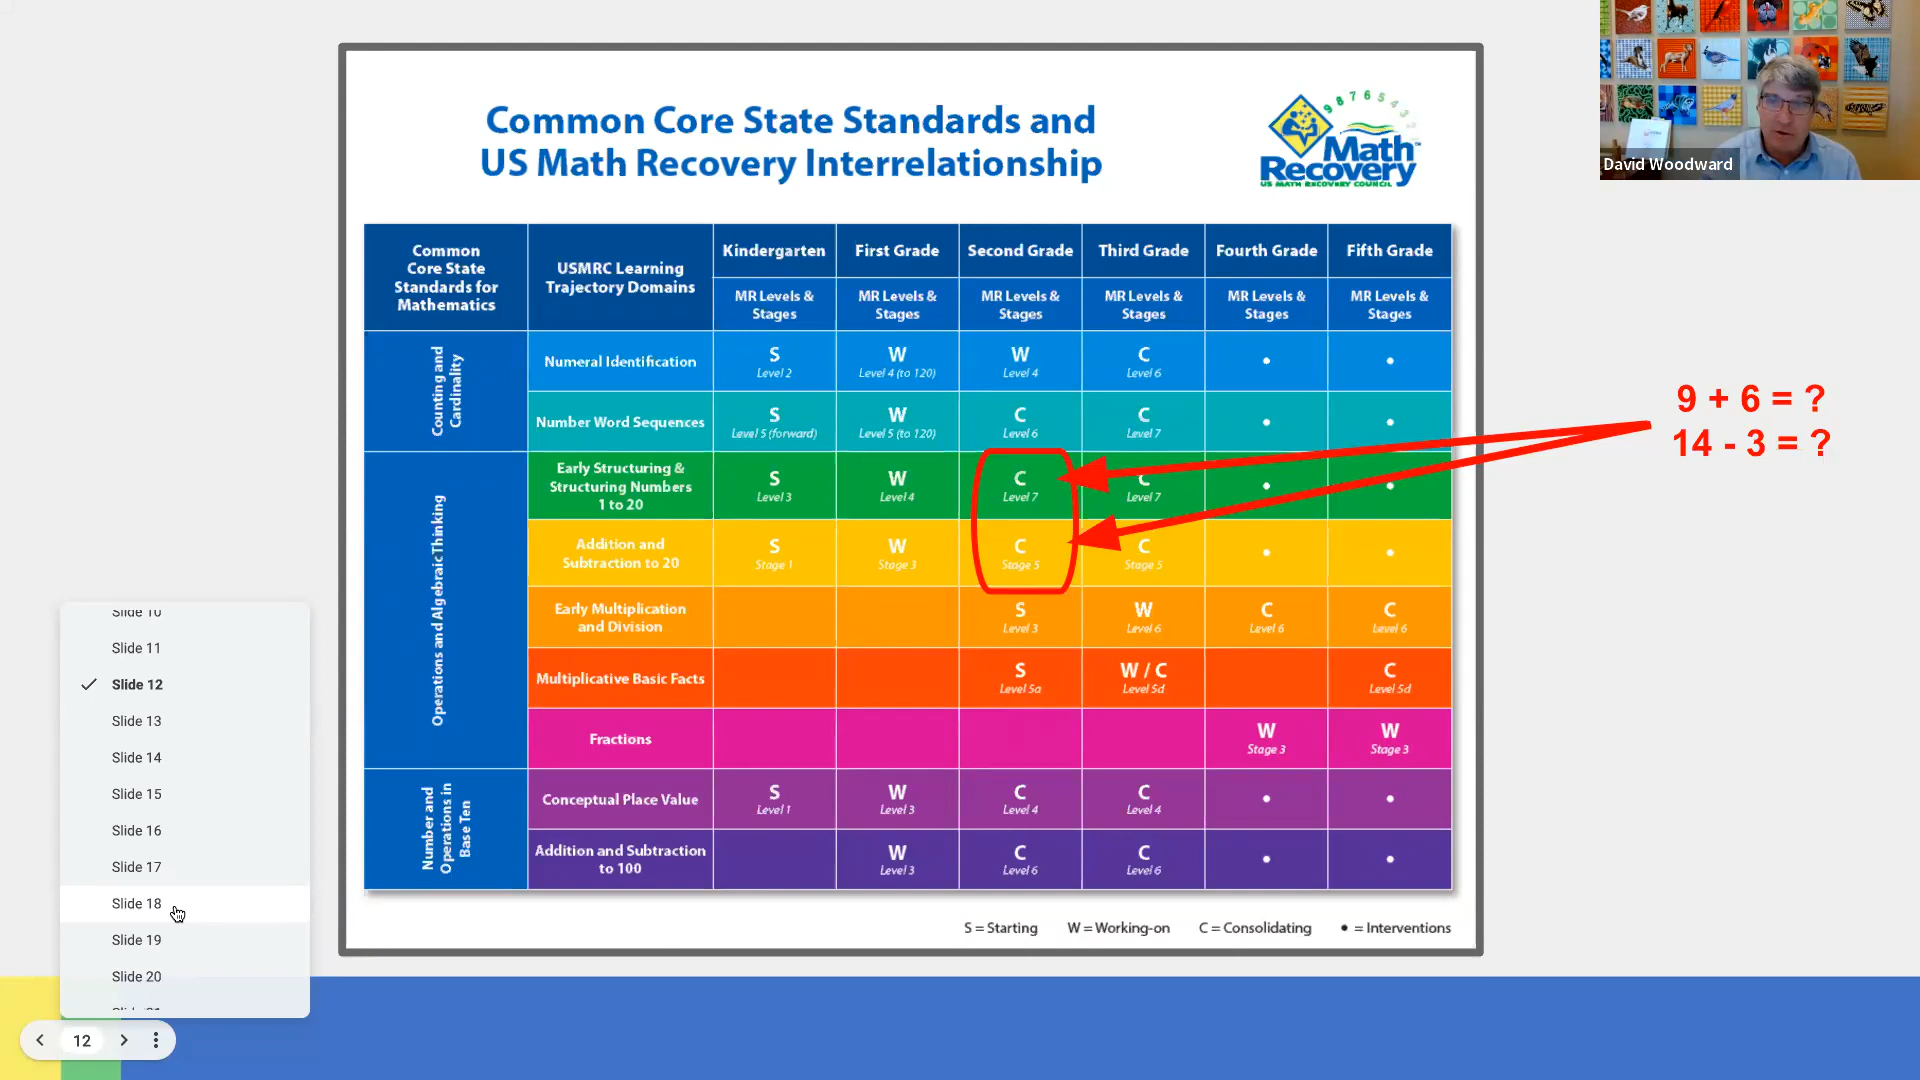 Common Core State Standards and
US Math Recovery Interrelationship
9 8 7 6 5 4 3
Math
Recovery
US MATH RECOVERY COUNCIL
David Woodward
Common
Core State
Standards for
Mathematics
USMRC Learning
Trajectory Domains
Kindergarten
First Grade
Second Grade
Third Grade
Fourth Grade
Fifth Grade
MR Levels &
Stages
MR Levels &
Stages
MR Levels &
Stages
MR Levels &
Stages
MR Levels &
Stages
MR Levels &
Stages
Counting and
Cardinality
Numeral Identification
S
Level 2
W
Level 4 (to 120)
W
Level 4
C
Level 6
•
•
Number Word Sequences
S
Level 5 (forward)
W
Level 5 (to 120)
C
Level 6
C
Level 7
•
•
9 + 6 = ?
14 - 3 = ?
Operations and Algebraic Thinking
Early Structuring &
Structuring Numbers
1 to 20
S
Level 3
W
Level 4
C
Level 7
C
Level 7
•
•
Addition and
Subtraction to 20
S
Stage 1
W
Stage 3
C
Stage 5
C
Stage 5
•
•
Early Multiplication
and Division
S
Level 3
W
Level 6
C
Level 6
C
Level 6
Multiplicative Basic Facts
S
Level 5a
W / C
Level 5d
C
Level 5d
Fractions
W
Stage 3
W
Stage 3
Number and
Operations in
Base Ten
Conceptual Place Value
S
Level 1
W
Level 3
C
Level 4
C
Level 4
•
•
Addition and Subtraction
to 100
W
Level 3
C
Level 6
C
Level 6
•
•
S = Starting W = Working-on C = Consolidating • = Interventions
Slide 10
Slide 11
Slide 12
Slide 13
Slide 14
Slide 15
Slide 16
Slide 17
Slide 18
Slide 19
Slide 20
Slide 21
12